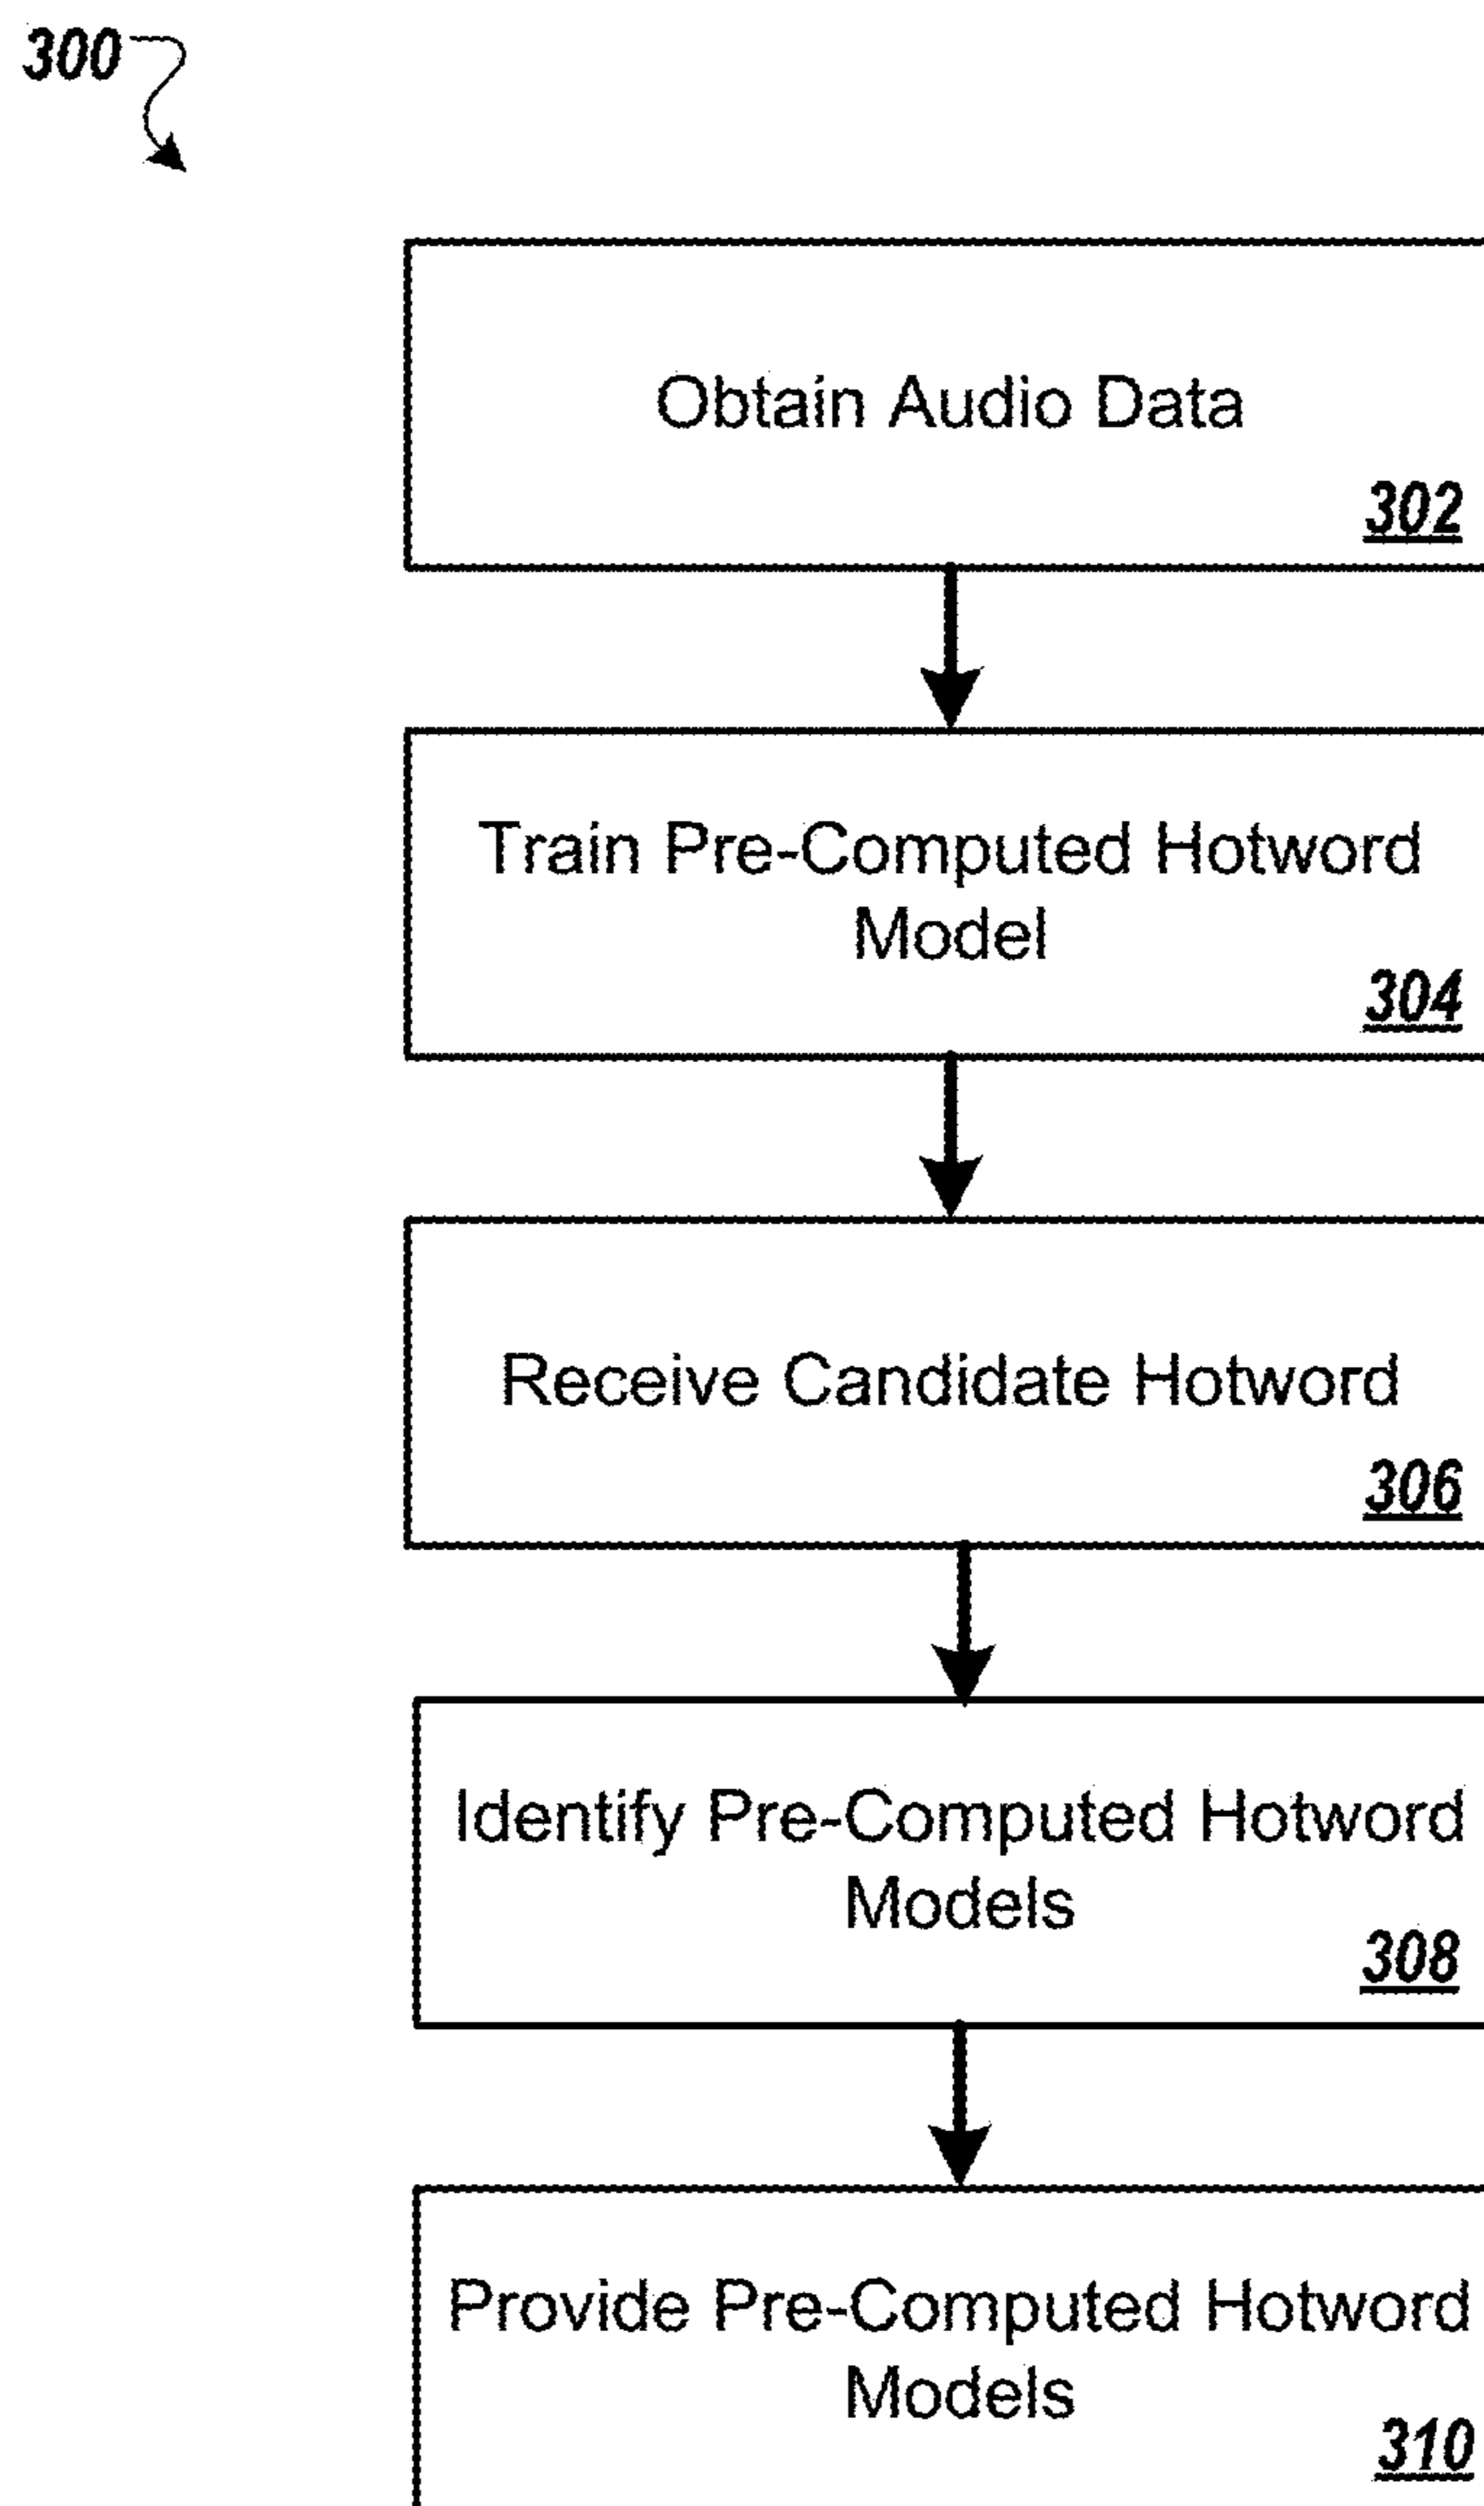 300
Obtain Audio Data
302
Train Pre-Computed Hotword
Model
304
Receive Candidate Hotword
306
Identify Pre-Computed Hotword
Models
308
Provide Pre-Computed Hotword
Models
310